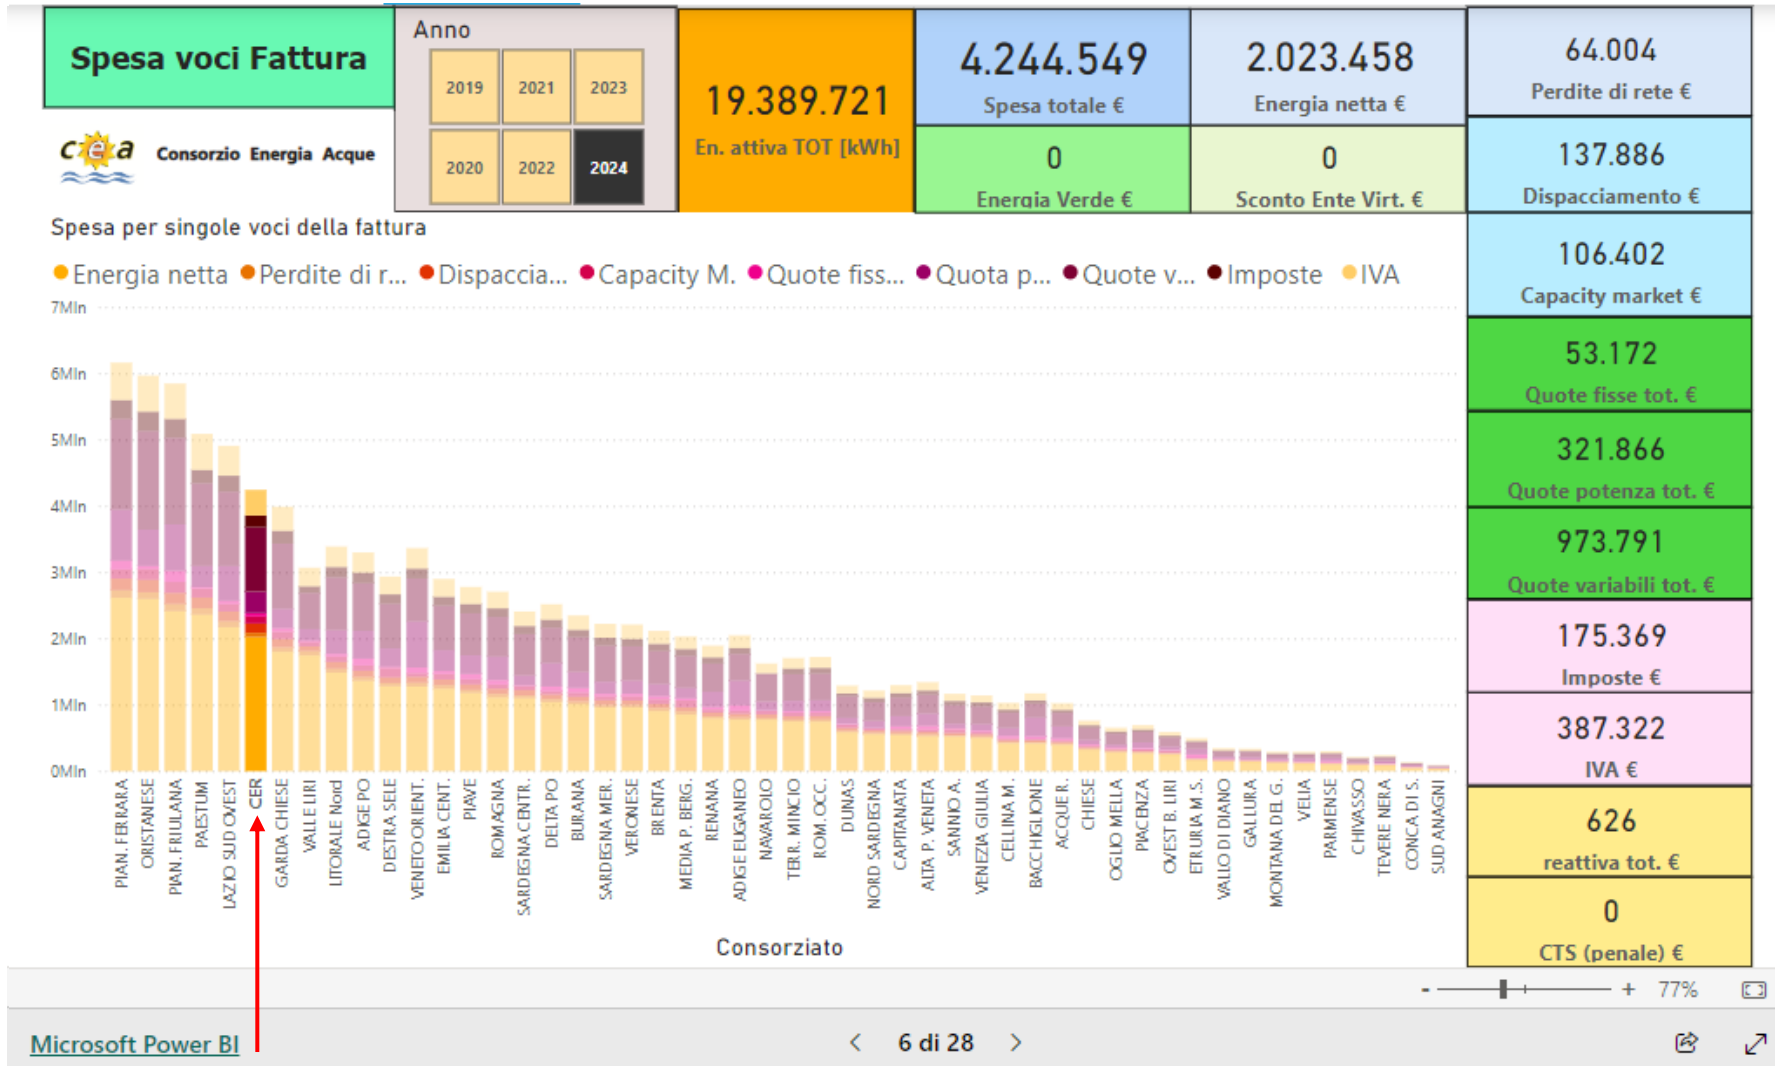 Spesa voci Fattura
cea
Consorzio Energia Acque
Anno
2019
2021
2023
2020
2022
2024
19.389.721
En. attiva TOT [kWh]
4.244.549
Spesa totale €
2.023.458
Energia netta €
0
Energia Verde €
0
Sconto Ente Virt. €
64.004
Perdite di rete €
137.886
Dispacciamento €
106.402
Capacity market €
53.172
Quote fisse tot. €
321.866
Quote potenza tot. €
973.791
Quote variabili tot. €
175.369
Imposte €
387.322
IVA €
626
reattiva tot. €
0
CTS (penale) €
Spesa per singole voci della fattura
Energia netta
Perdite di r...
Dispaccia...
Capacity M.
Quote fiss...
Quota p...
Quote v...
Imposte
IVA
7Mln
6Mln
5Mln
4Mln
3Mln
2Mln
1Mln
0Mln
PIAN. FERRARA
ORISTANESE
PIAN. FRIULANA
PAESTUM
LAZIO SUD OVEST
CER
GARDA CHIESE
VALLE LIRI
LITORALE Nord
ADIGE PO
DESTRA SELE
VENETO ORIENT.
EMILIA CENT.
PIAVE
ROMAGNA
SARDEGNA CENTR.
DELTA PO
BURANA
SARDEGNA MER.
VERONESE
BRENTA
MEDIA P. BERG.
RENANA
ADIGE EUGANEO
NAVAROLO
TERR. MINCIO
ROM. OCC.
DUNAS
NORD SARDEGNA
CAPITANATA
ALTA P. VENETA
SANNIO A.
VENEZIA GIULIA
CELLINA M.
BACCHIGLIONE
ACQUE R.
CHIESE
OGLIO MELLA
PIACENZA
OVEST B. LIRI
ETRURIA M.S.
VALLO DI DIANO
GALLURA
MONTANA DEL G.
VELIA
PARMENSE
CHIVASSO
TEVERE NERA
CONCA DI S.
SUD ANAGNI
Consorziato
- + 77%
Microsoft Power BI
< 6 di 28 >